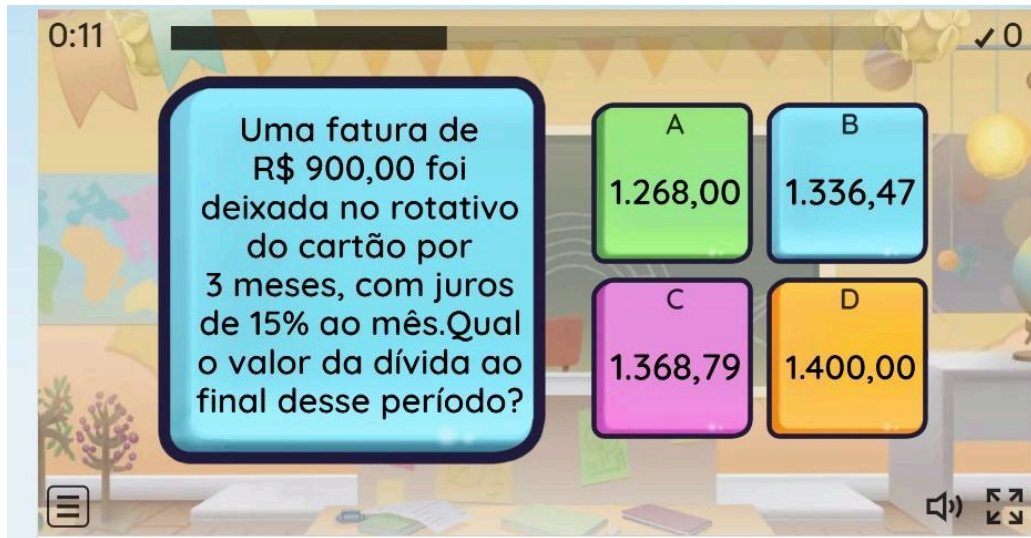 0:11
✓0
Uma fatura de
R$ 900,00 foi
deixada no rotativo
do cartão por
3 meses, com juros
de 15% ao mês.Qual
o valor da dívida ao
final desse período?
A
1.268,00
B
1.336,47
C
1.368,79
D
1.400,00